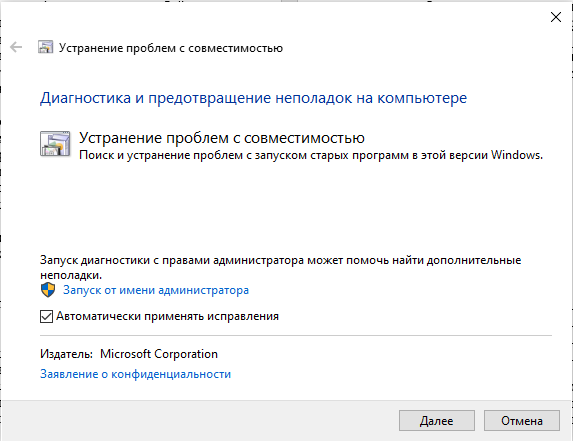 Устранение проблем с совместимостью
Диагностика и предотвращение неполадок на компьютере
Устранение проблем с совместимостью
Поиск и устранение проблем с запуском старых программ в этой версии Windows.
Запуск диагностики с правами администратора может помочь найти дополнительные
неполадки.
Запуск от имени администратора
Автоматически применять исправления
Издатель: Microsoft Corporation
Заявление о конфиденциальности
Далее
Отмена